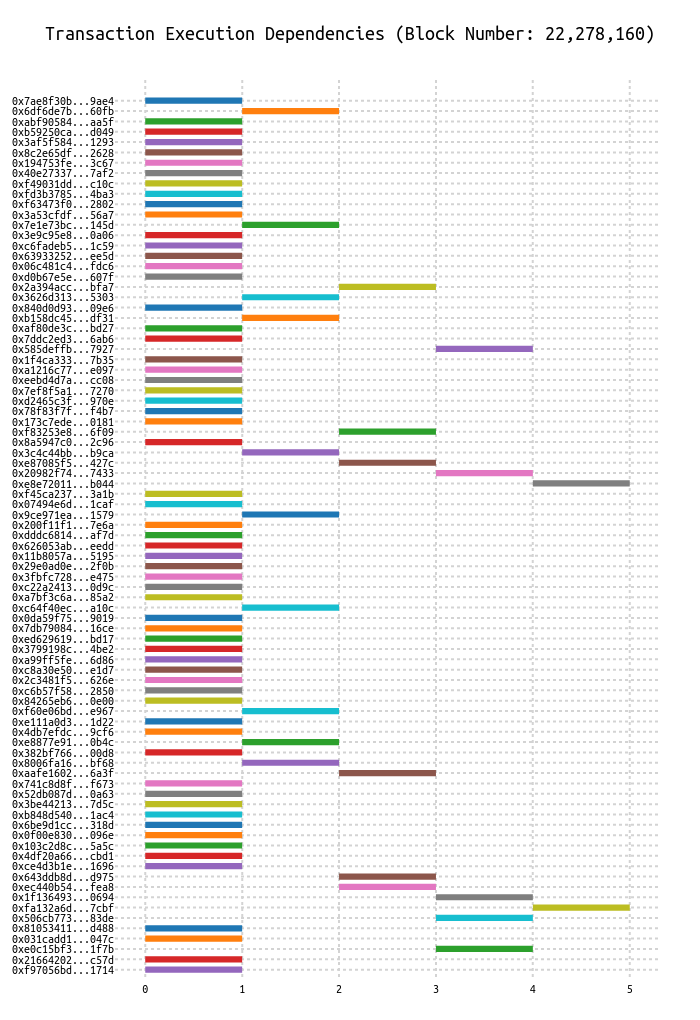 Transaction Execution Dependencies (Block Number: 22,278,160)
0x7ae8f30b...9ae4
0x6df6de7b...60fb
0xabf90584...aa5f
0xb59250ca...d049
0x3af5f584...1293
0x8c2e65df...2628
0x194753fe...3c67
0x40e27337...7af2
0xf49031dd...c10c
0xfd3b3785...4ba3
0xf63473f0...2802
0x3a53cfdf...56a7
0x7e1e73bc...145d
0x3e9c95e8...0a06
0xc6fadeb5...1c59
0x63933252...ee5d
0x06c481c4...fdc6
0xd0b67e5e...607f
0x2a394acc...bfa7
0x3626d313...5303
0x840d0d93...09e6
0xb158dc45...df31
0xaf80de3c...bd27
0x7ddc2ed3...6ab6
0x585deffb...7927
0x1f4ca333...7b35
0xa1216c77...e097
0xeebd4d7a...cc08
0x7ef8f5a1...7270
0xd2465c3f...970e
0x78f83f7f...f4b7
0x173c7ede...0181
0xf83253e8...6f09
0x8a5947c0...2c96
0x3c4c44bb...b9ca
0xe87085f5...427c
0x20982f74...7433
0xe8e72011...b044
0xf45ca237...3a1b
0x07494e6d...1caf
0x9ce971ea...1579
0x200f11f1...7e6a
0xdddc6814...af7d
0x626053ab...eedd
0x11b8057a...5195
0x29e0ad0e...2f0b
0x3fbfc728...e475
0xc22a2413...0d9c
0xa7bf3c6a...85a2
0xc64f40ec...a10c
0x0da59f75...9019
0x7db79084...16ce
0xed629619...bd17
0x3799198c...4be2
0xa99ff5fe...6d86
0xc8a30e50...e1d7
0x2c3481f5...626e
0xc6b57f58...2850
0x84265eb6...0e00
0xf60e06bd...e967
0xe111a0d3...1d22
0x4db7efdc...9cf6
0xe8877e91...0b4c
0x382bf766...00d8
0x8006fa16...bf68
0xaafe1602...6a3f
0x741c8d8f...f673
0x52db087d...0a63
0x3be44213...7d5c
0xb848d540...1ac4
0x6be9d1cc...318d
0x0f00e830...096e
0x103c2d8c...5a5c
0x4df20a66...cbd1
0xce4d3b1e...1696
0x643ddb8d...d975
0xec440b54...fea8
0x1f136493...0694
0xfa132a6d...7cbf
0x506cb773...83de
0x81053411...d488
0x031cadd1...047c
0xe0c15bf3...1f7b
0x21664202...c57d
0xf97056bd...1714
0 1 2 3 4 5